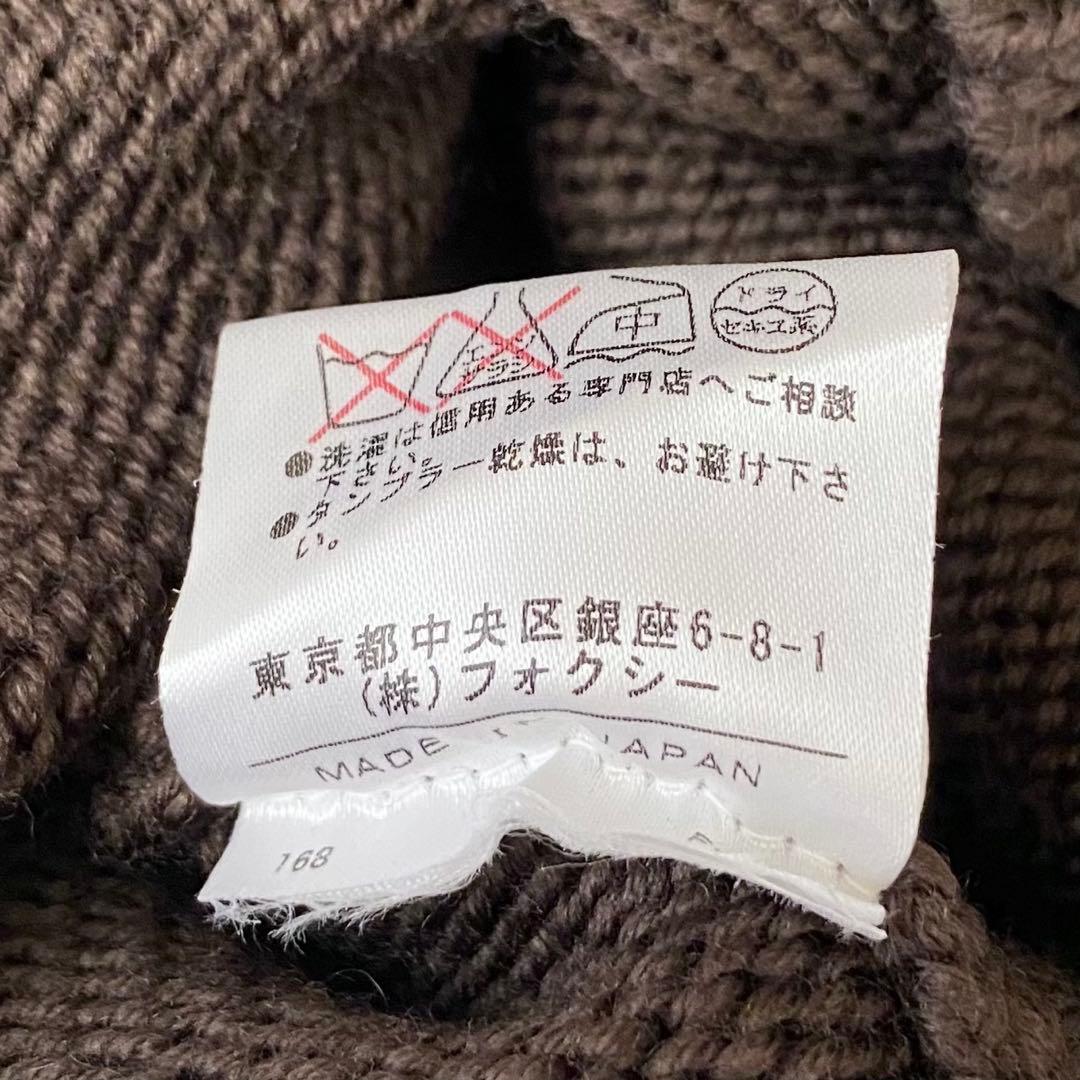 エンソ サラシ
中
ドライ
セキユ系
●洗濯は信用ある専門店へご相談
下さい。
●タンブラー乾燥は、お避け下さ
い。
東京都中央区銀座6-8-1
(株)フォクシー
MADE IN JAPAN
168